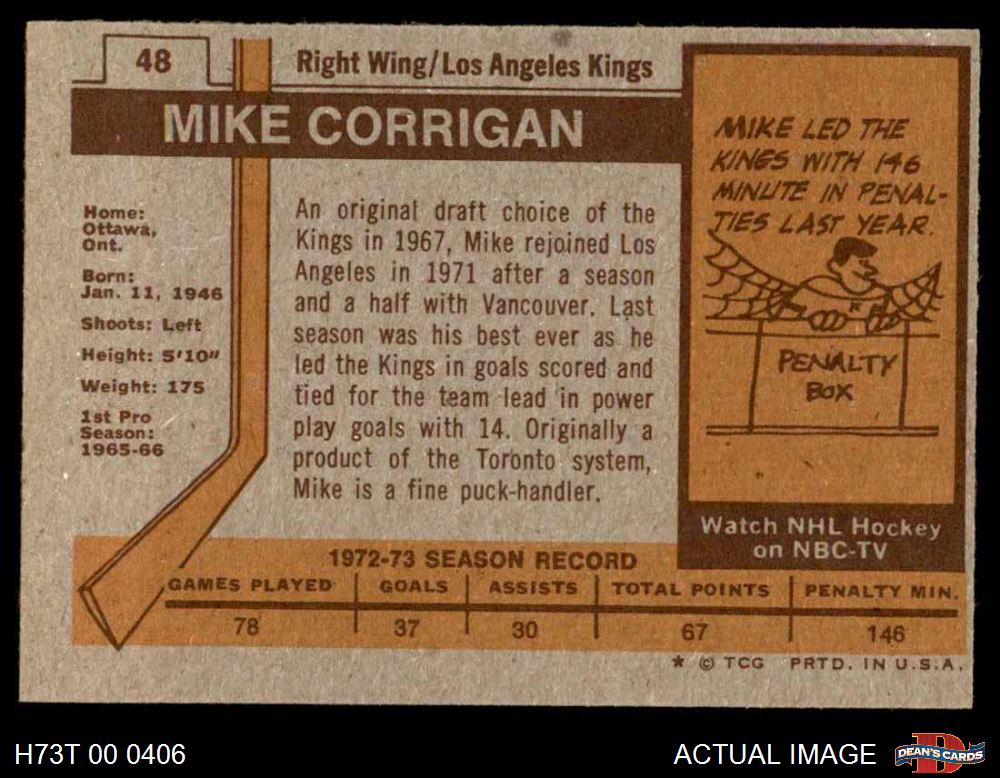 48
Right Wing/Los Angeles Kings
MIKE CORRIGAN
Home:
Ottawa,
Ont.
Born:
Jan. 11, 1946
Shoots: Left
Height: 5'10"
Weight: 175
1st Pro
Season:
1965-66
An original draft choice of the
Kings in 1967, Mike rejoined Los
Angeles in 1971 after a season
and a half with Vancouver. Last
season was his best ever as he
led the Kings in goals scored and
tied for the team lead in power
play goals with 14. Originally a
product of the Toronto system,
Mike is a fine puck-handler.
MIKE LED THE
KINGS WITH 146
MINUTE IN PENAL-
TIES LAST YEAR.
PENALTY
BOX
Watch NHL Hockey
on NBC-TV
1972-73 SEASON RECORD
GAMES PLAYED GOALS ASSISTS TOTAL POINTS PENALTY MIN.
78 37 30 67 146
* © TCG PRTD. IN U.S.A.
H73T 00 0406
ACTUAL IMAGE
DEAN'S CARDS